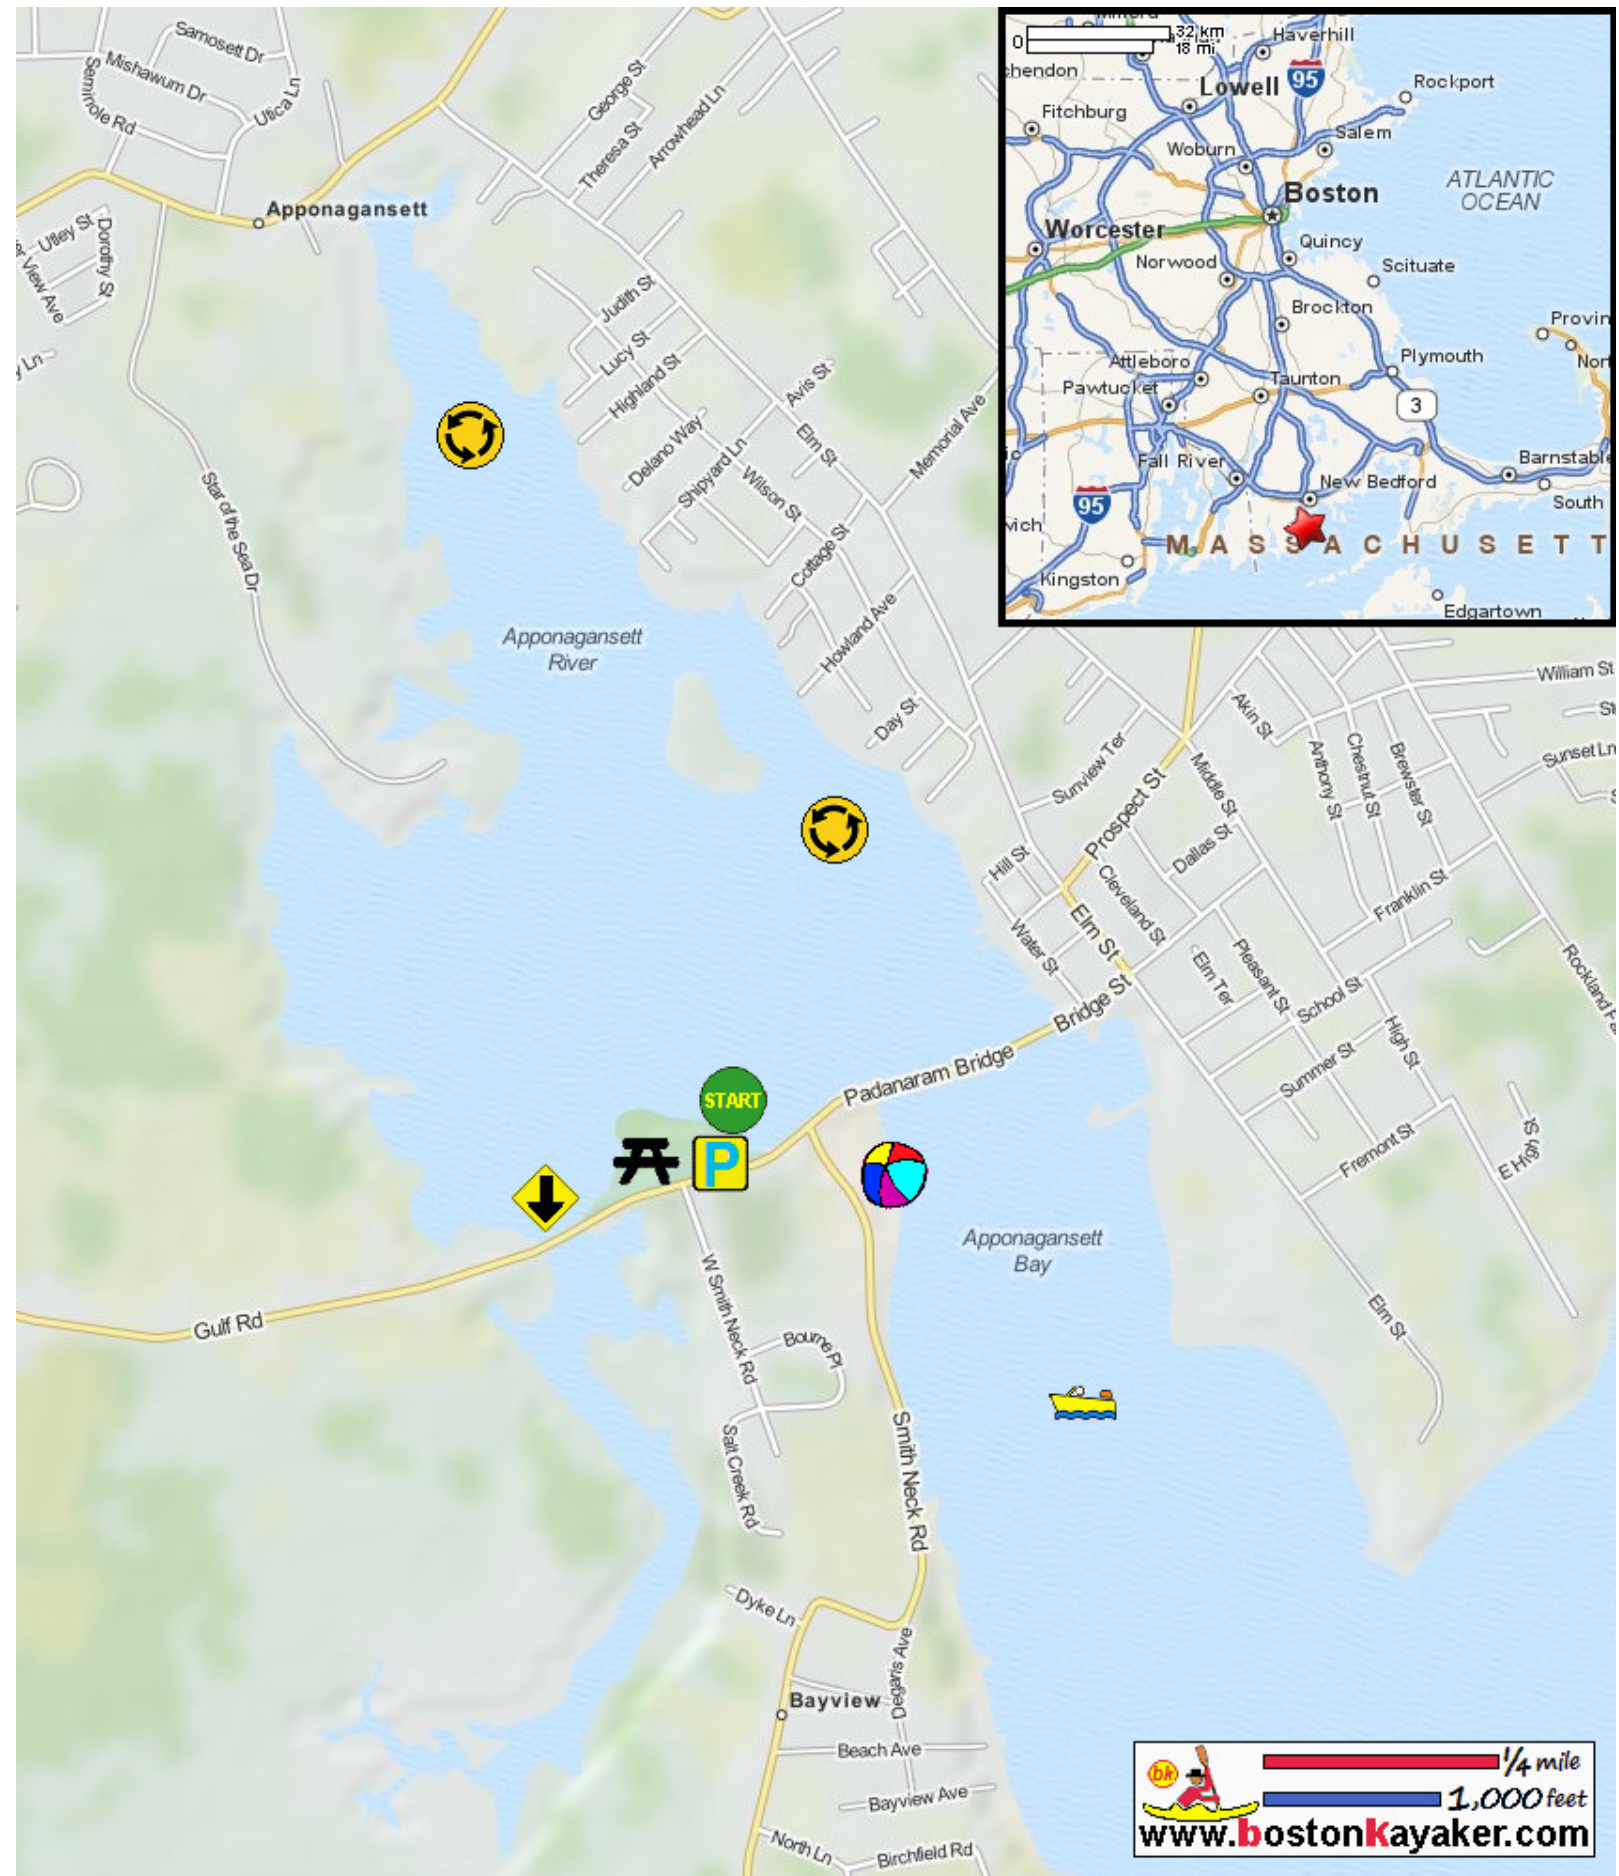 Samosett Dr
Mishawum Dr
Seminole Rd
Utica Ln
George St
Theresa St
Arrowhead Ln
Apponagansett
Utley St
Dorothy St
View Ave
Ln
Star of the Sea Dr
Judith St
Lucy St
Highland St
Delano Way
Shipyard Ln
Avis St
Elm St
Memorial Ave
Wilson St
Cottage St
Howland Ave
Day St
Apponagansett
River
0
32 km
18 mi
Haverhill
Lowell
95
Rockport
Fitchburg
Salem
Woburn
Boston
ATLANTIC
OCEAN
Worcester
Quincy
Norwood
Scituate
Brockton
Provin
Attleboro
Plymouth
Pawtucket
Taunton
3
Fall River
Barnstable
New Bedford
South
95
MASSACHUSETT
Kingston
Edgartown
William St
Sunset Ln
Akin St
Anthony St
Chestnut St
Brewster St
Sunview Ter
Middle St
Prospect St
Dallas St
Hill St
Cleveland St
Franklin St
Elm St
Water St
Elm Ter
Pleasant St
School St
Rockland
Bridge St
High St
Summer St
Padanaram Bridge
START
P
Fremont St
E High St
Apponagansett
Bay
Gulf Rd
W Smith Neck Rd
Bourne Pl
Elm St
Salt Creek Rd
Smith Neck Rd
Dyke Ln
Degaris Ave
Bayview
Beach Ave
Bayview Ave
North Ln
Birchfield Rd
bk
1/4 mile
1,000 feet
www.bostonkayaker.com